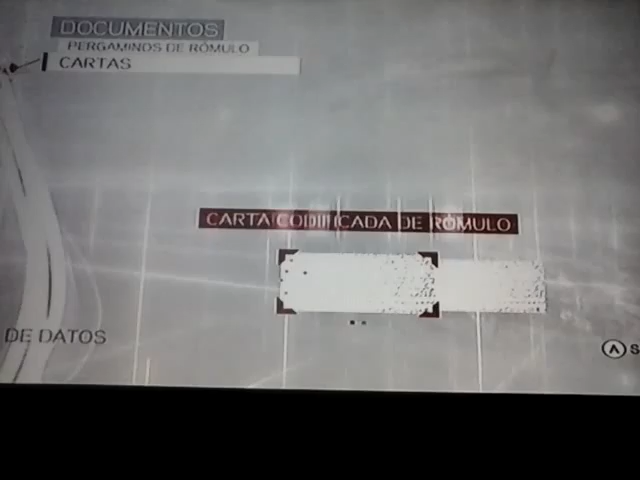 DOCUMENTOS
PERGAMINOS DE RÓMULO
CARTAS
CARTA CODIFICADA DE RÓMULO
DE DATOS
A S